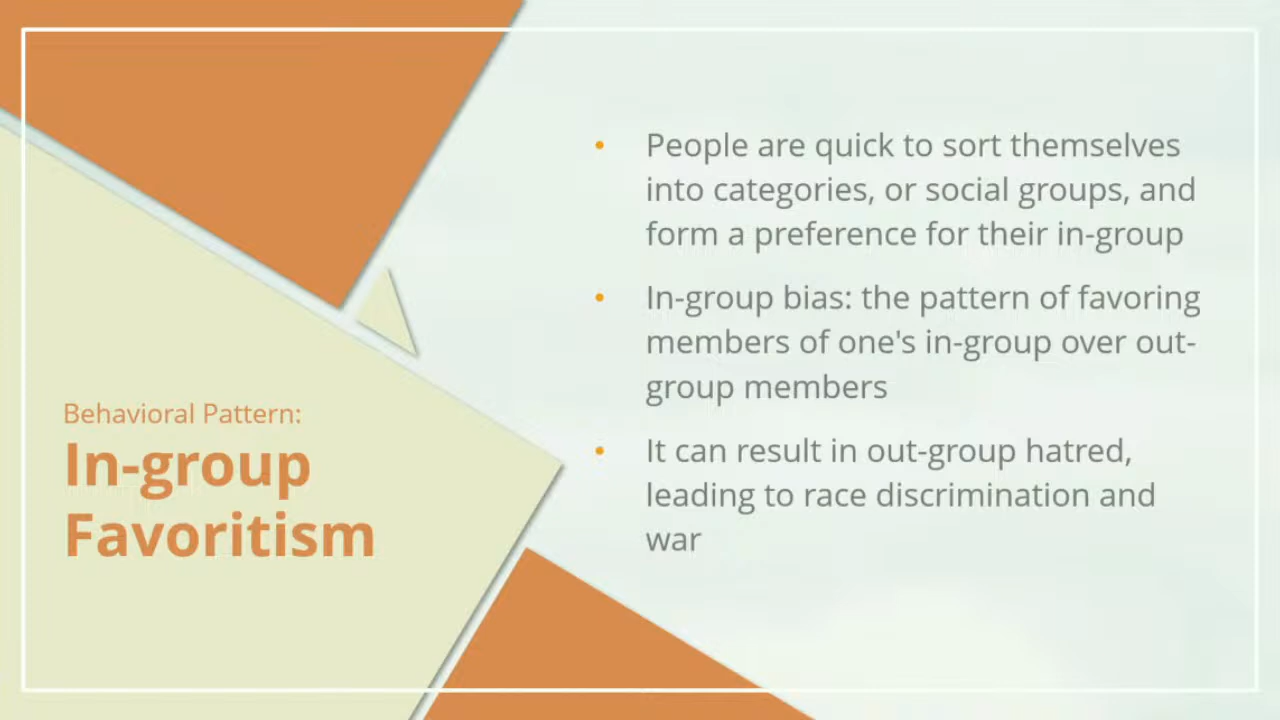 Behavioral Pattern:
In-group
Favoritism
• People are quick to sort themselves
into categories, or social groups, and
form a preference for their in-group
• In-group bias: the pattern of favoring
members of one's in-group over out-
group members
• It can result in out-group hatred,
leading to race discrimination and
war